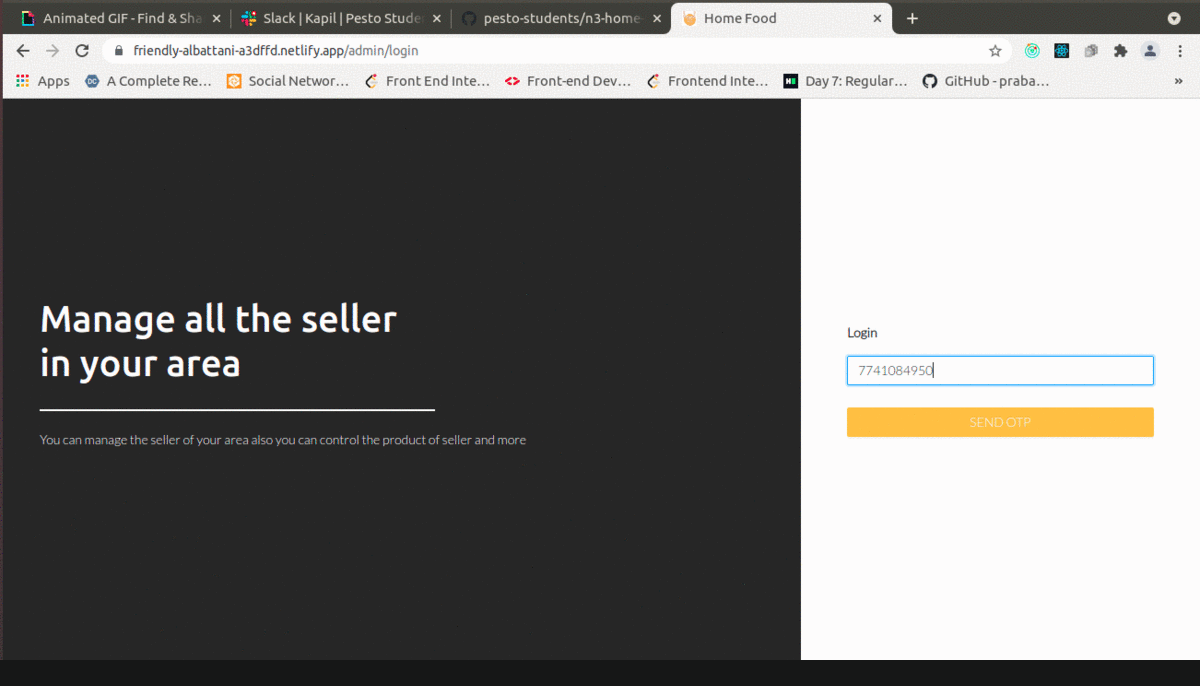 Animated GIF - Find & Sha
Slack | Kapil | Pesto Stude
pesto-students/n3-home-
Home Food
friendly-albattani-a3dffd.netlify.app/admin/login
Apps
A Complete Re...
Social Networ...
Front End Inte...
Front-end Dev...
Frontend Inte...
Day 7: Regular...
GitHub - praba...
Manage all the seller
in your area
You can manage the seller of your area also you can control the product of seller and more
Login
7741084950
SEND OTP